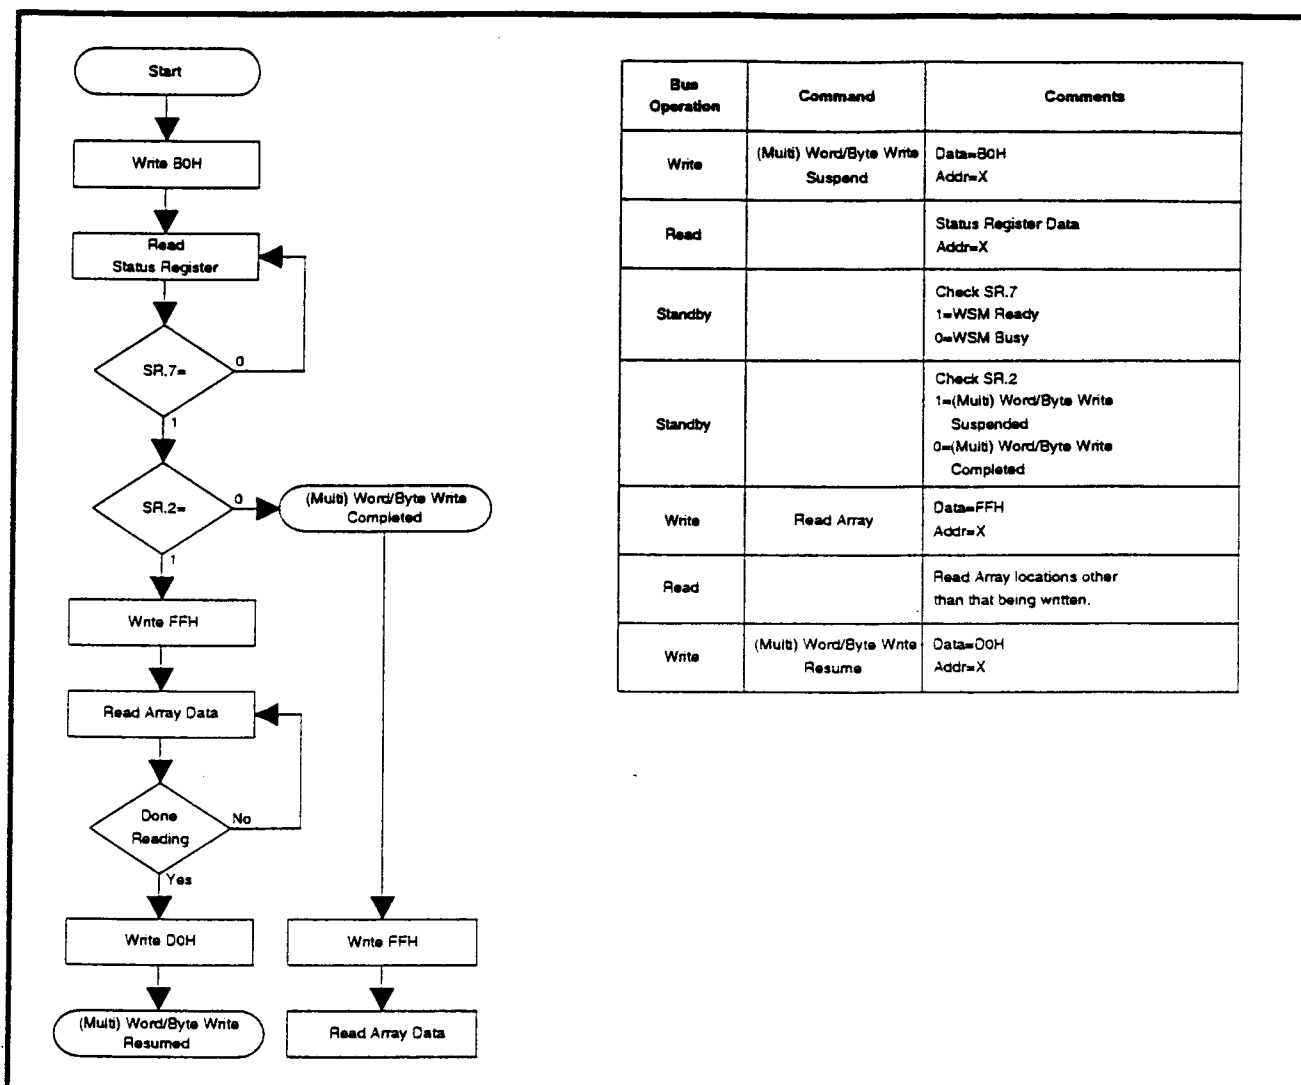 Start
Write B0H
Read
Status Register
SR.7=
0
1
SR.2=
0
(Multi) Word/Byte Write
Completed
1
Write FFH
Read Array Data
Done
Reading
No
Yes
Write D0H
Write FFH
(Multi) Word/Byte Write
Resumed
Read Array Data
Bus
Operation
Command
Comments
Write
(Multi) Word/Byte Write
Suspend
Data=B0H
Addr=X
Read
Status Register Data
Addr=X
Standby
Check SR.7
1=WSM Ready
0=WSM Busy
Standby
Check SR.2
1=(Multi) Word/Byte Write
Suspended
0=(Multi) Word/Byte Write
Completed
Write
Read Array
Data=FFH
Addr=X
Read
Read Array locations other
than that being written.
Write
(Multi) Word/Byte Write
Resume
Data=D0H
Addr=X